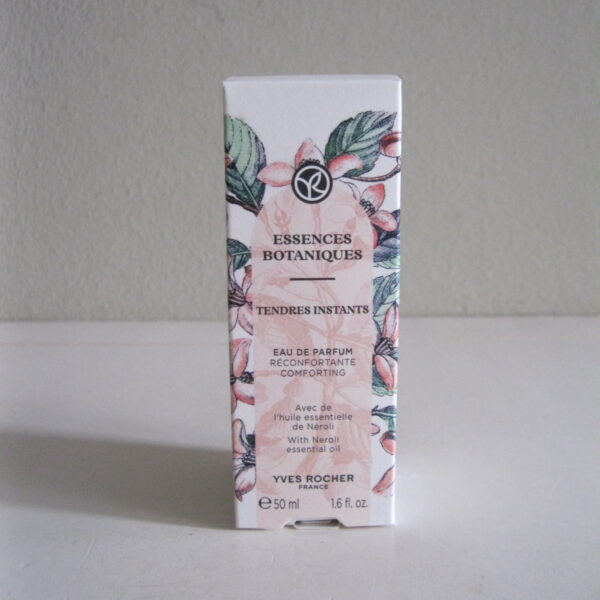 ESSENCES
BOTANIQUES
TENDRES INSTANTS
EAU DE PARFUM
RÉCONFORTANTE
COMFORTING
Avec de
l'huile essentielle
de Néroli
With Neroli
essential oil
YVES ROCHER
FRANCE
℮50 ml 1.6 fl. oz.